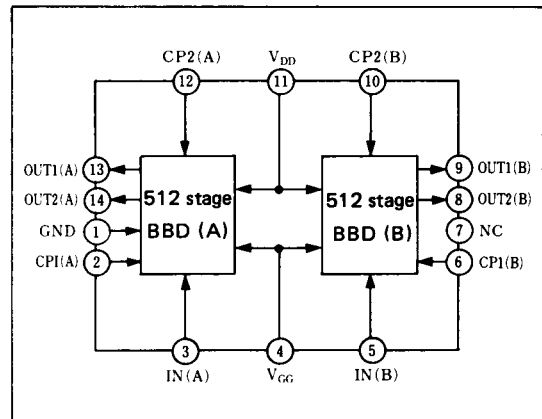 CP2(A) VDD CP2(B)
12 11 10
OUT1(A) 13 9 OUT1(B)
512 stage 512 stage
OUT2(A) 14 8 OUT2(B)
BBD (A) BBD (B)
GND 1 7 NC
CPI(A) 2 6 CP1(B)
3 4 5
IN(A) VGG IN(B)